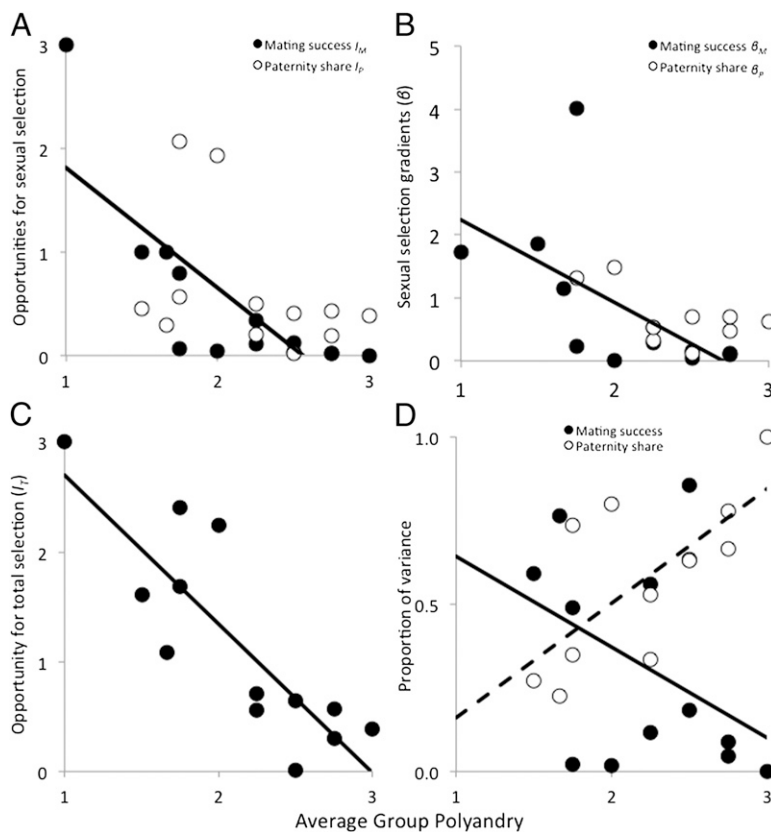 A
Mating success I_M
Paternity share I_P
Opportunities for sexual selection
3
2
1
0
1
2
3
B
Mating success β_M
Paternity share β_P
Sexual selection gradients (β)
5
4
3
2
1
0
1
2
3
C
Opportunity for total selection (I_T)
3
2
1
0
1
2
3
D
Mating success
Paternity share
Proportion of variance
1.0
0.5
0.0
1
2
3
Average Group Polyandry